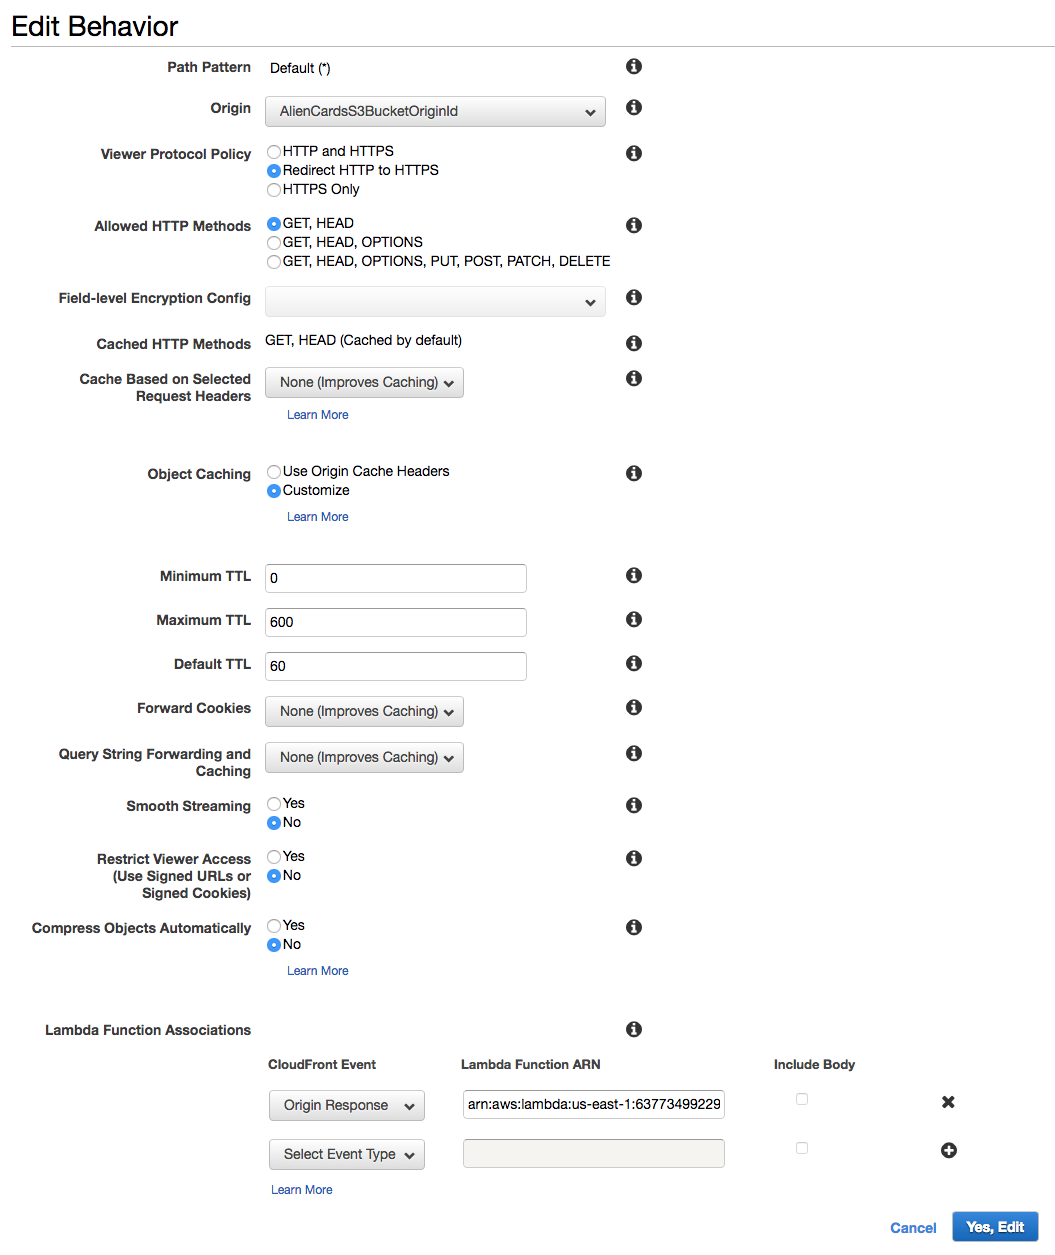 Edit Behavior
Path Pattern
Default (*)
Origin
AlienCardsS3BucketOriginId
Viewer Protocol Policy
HTTP and HTTPS
Redirect HTTP to HTTPS
HTTPS Only
Allowed HTTP Methods
GET, HEAD
GET, HEAD, OPTIONS
GET, HEAD, OPTIONS, PUT, POST, PATCH, DELETE
Field-level Encryption Config
Cached HTTP Methods
GET, HEAD (Cached by default)
Cache Based on Selected
Request Headers
None (Improves Caching)
Learn More
Object Caching
Use Origin Cache Headers
Customize
Learn More
Minimum TTL
0
Maximum TTL
600
Default TTL
60
Forward Cookies
None (Improves Caching)
Query String Forwarding and
Caching
None (Improves Caching)
Smooth Streaming
Yes
No
Restrict Viewer Access
(Use Signed URLs or
Signed Cookies)
Yes
No
Compress Objects Automatically
Yes
No
Learn More
Lambda Function Associations
CloudFront Event
Lambda Function ARN
Include Body
Origin Response
arn:aws:lambda:us-east-1:63773499229
Select Event Type
Learn More
Cancel
Yes, Edit